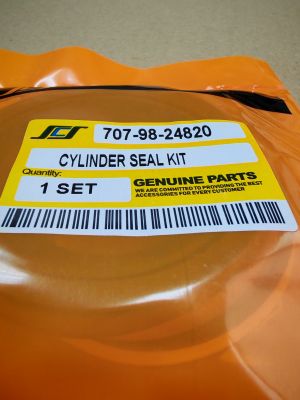 707-98-24820
CYLINDER SEAL KIT
Quantity:
1 SET
GENUINE PARTS
WE ARE COMMITTED TO PROVIDING THE BEST
ACCESSORIES FOR EVERY CUSTOMER